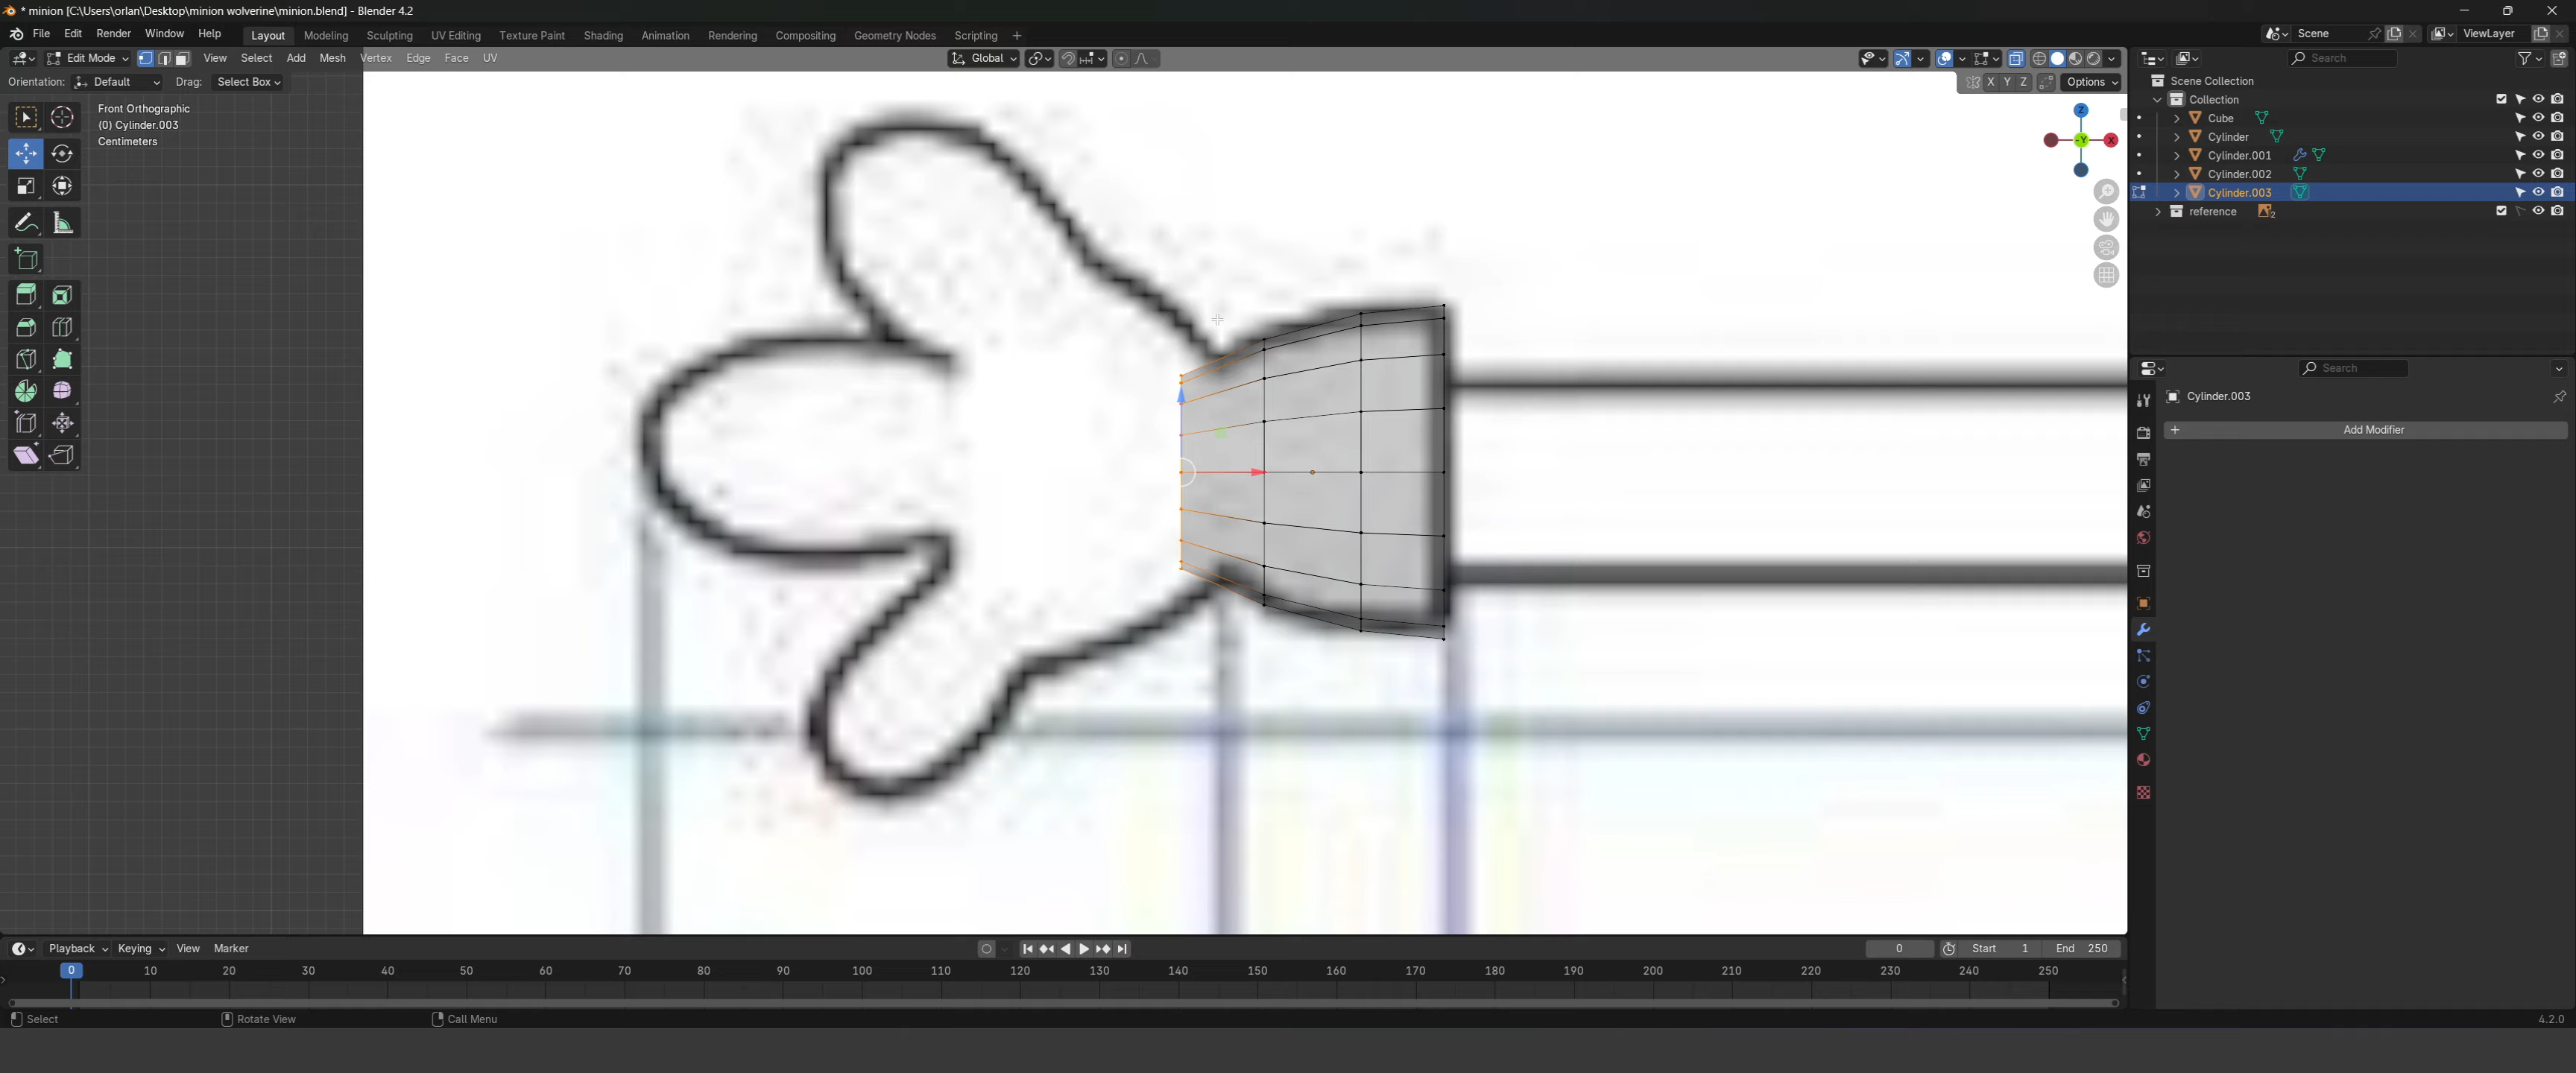 * minion [C:\Users\orlan\Desktop\minion wolverine\minion.blend] - Blender 4.2
File Edit Render Window Help Layout Modeling Sculpting UV Editing Texture Paint Shading Animation Rendering Compositing Geometry Nodes Scripting + Scene ViewLayer
Edit Mode View Select Add Mesh Vertex Edge Face UV Global Search
Orientation: Default Drag: Select Box X Y Z Options
Scene Collection
Collection
Cube
Cylinder
Cylinder.001
Cylinder.002
Cylinder.003
reference 2
Front Orthographic
(0) Cylinder.003
Centimeters
Z
-Y X
Search
Cylinder.003
+ Add Modifier
Playback Keying View Marker 0 Start 1 End 250
0 10 20 30 40 50 60 70 80 90 100 110 120 130 140 150 160 170 180 190 200 210 220 230 240 250
Select Rotate View Call Menu 4.2.0